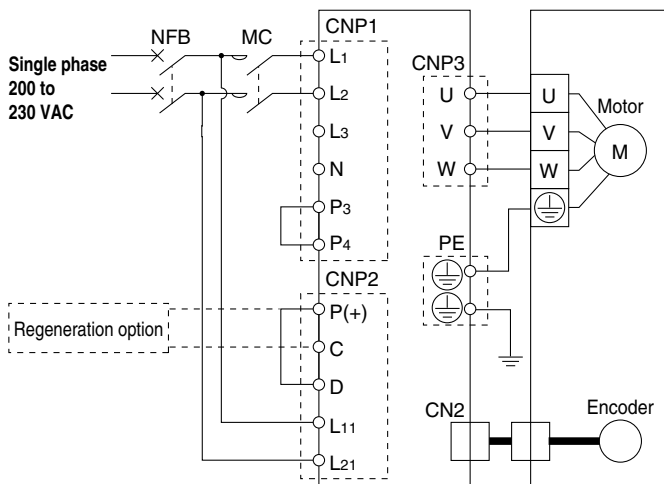 NFB
MC
CNP1
Single phase
200 to
230 VAC
L1
L2
L3
N
P3
P4
CNP3
U
V
W
U
V
W
Motor
M
PE
CNP2
Regeneration option
P(+)
C
D
L11
L21
CN2
Encoder